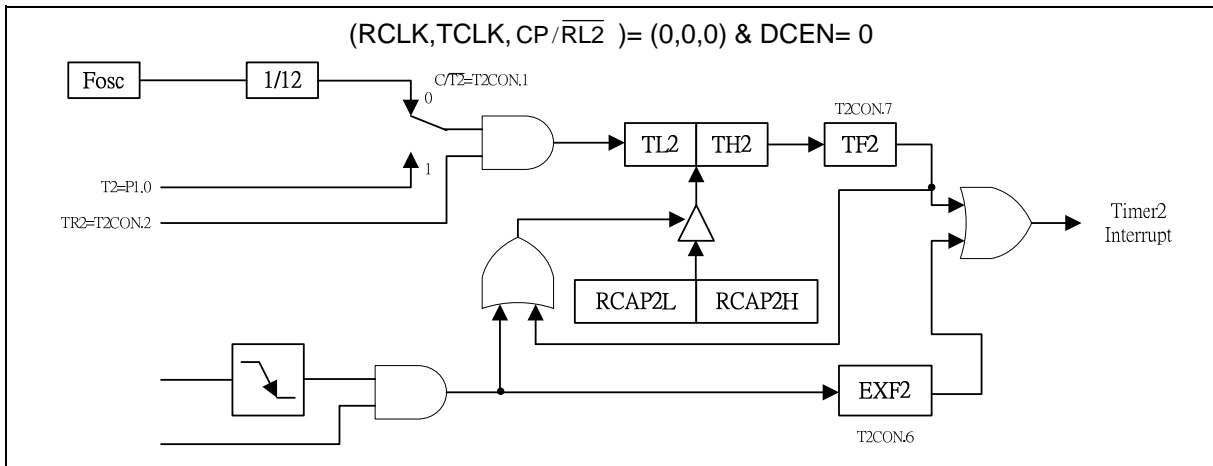 (RCLK,TCLK, CP/RL2 )= (0,0,0) & DCEN= 0
Fosc
1/12
C/T2=T2CON.1
0
1
T2=P1.0
TR2=T2CON.2
TL2
TH2
T2CON.7
TF2
Timer2
Interrupt
RCAP2L
RCAP2H
EXF2
T2CON.6